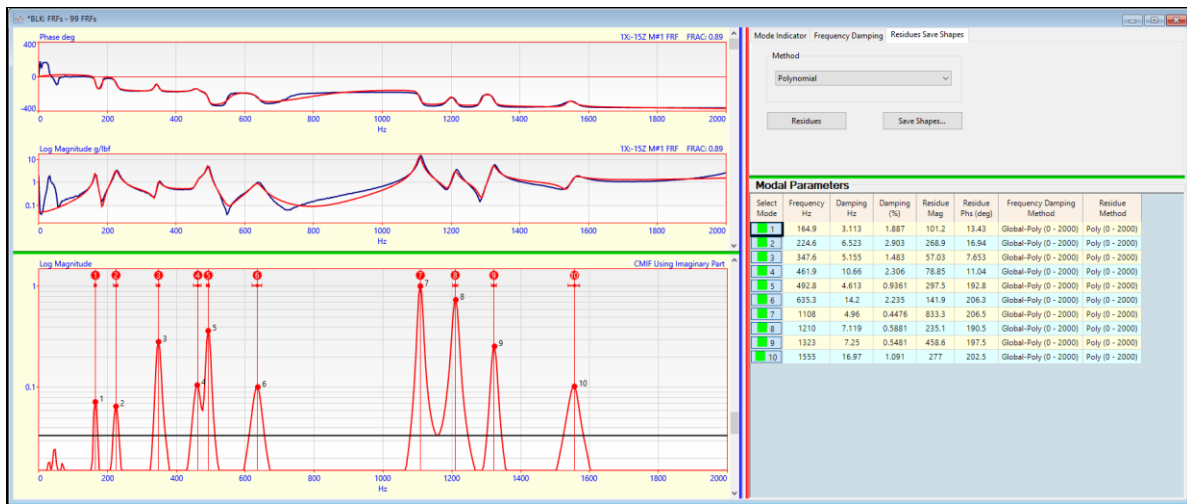 *BLK: FRFs - 99 FRFs
Phase deg 1X:-15Z M#1 FRF FRAC: 0.89
400
0
-400
0 200 400 600 800 1000 1200 1400 1600 1800 2000
Hz
Log Magnitude g/lbf 1X:-15Z M#1 FRF FRAC: 0.89
10
1
0.1
0 200 400 600 800 1000 1200 1400 1600 1800 2000
Hz
Log Magnitude CMIF Using Imaginary Part
1 2 3 4 5 6 7 8 9 10
1
0.1
1 2 3 4 5 6 7 8 9 10
0 200 400 600 800 1000 1200 1400 1600 1800 2000
Hz
Mode Indicator Frequency Damping Residues Save Shapes
Method
Polynomial
Residues Save Shapes...
Modal Parameters
Select Frequency Damping Damping Residue Residue Frequency Damping Residue
Mode Hz Hz (%) Mag Phs (deg) Method Method
1 164.9 3.113 1.887 101.2 13.43 Global-Poly (0 - 2000) Poly (0 - 2000)
2 224.6 6.523 2.903 268.9 16.94 Global-Poly (0 - 2000) Poly (0 - 2000)
3 347.6 5.155 1.483 57.03 7.653 Global-Poly (0 - 2000) Poly (0 - 2000)
4 461.9 10.66 2.306 78.85 11.04 Global-Poly (0 - 2000) Poly (0 - 2000)
5 492.8 4.613 0.9361 297.5 192.8 Global-Poly (0 - 2000) Poly (0 - 2000)
6 635.3 14.2 2.235 141.9 206.3 Global-Poly (0 - 2000) Poly (0 - 2000)
7 1108 4.96 0.4476 833.3 206.5 Global-Poly (0 - 2000) Poly (0 - 2000)
8 1210 7.119 0.5881 235.1 190.5 Global-Poly (0 - 2000) Poly (0 - 2000)
9 1323 7.25 0.5481 458.6 197.5 Global-Poly (0 - 2000) Poly (0 - 2000)
10 1555 16.97 1.091 277 202.5 Global-Poly (0 - 2000) Poly (0 - 2000)